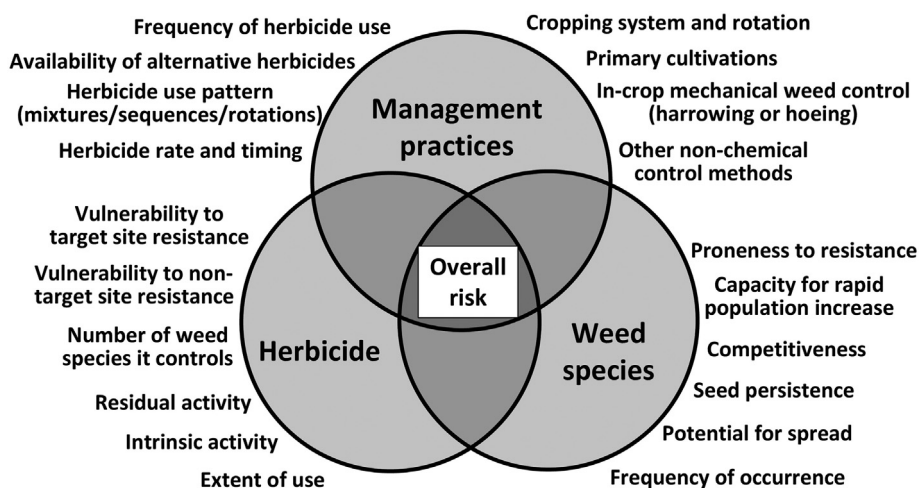 Frequency of herbicide use
Availability of alternative herbicides
Herbicide use pattern
(mixtures/sequences/rotations)
Herbicide rate and timing
Cropping system and rotation
Primary cultivations
In-crop mechanical weed control
(harrowing or hoeing)
Other non-chemical
control methods
Management
practices
Vulnerability to
target site resistance
Vulnerability to non-
target site resistance
Number of weed
species it controls
Residual activity
Intrinsic activity
Extent of use
Herbicide
Overall
risk
Weed
species
Proneness to resistance
Capacity for rapid
population increase
Competitiveness
Seed persistence
Potential for spread
Frequency of occurrence